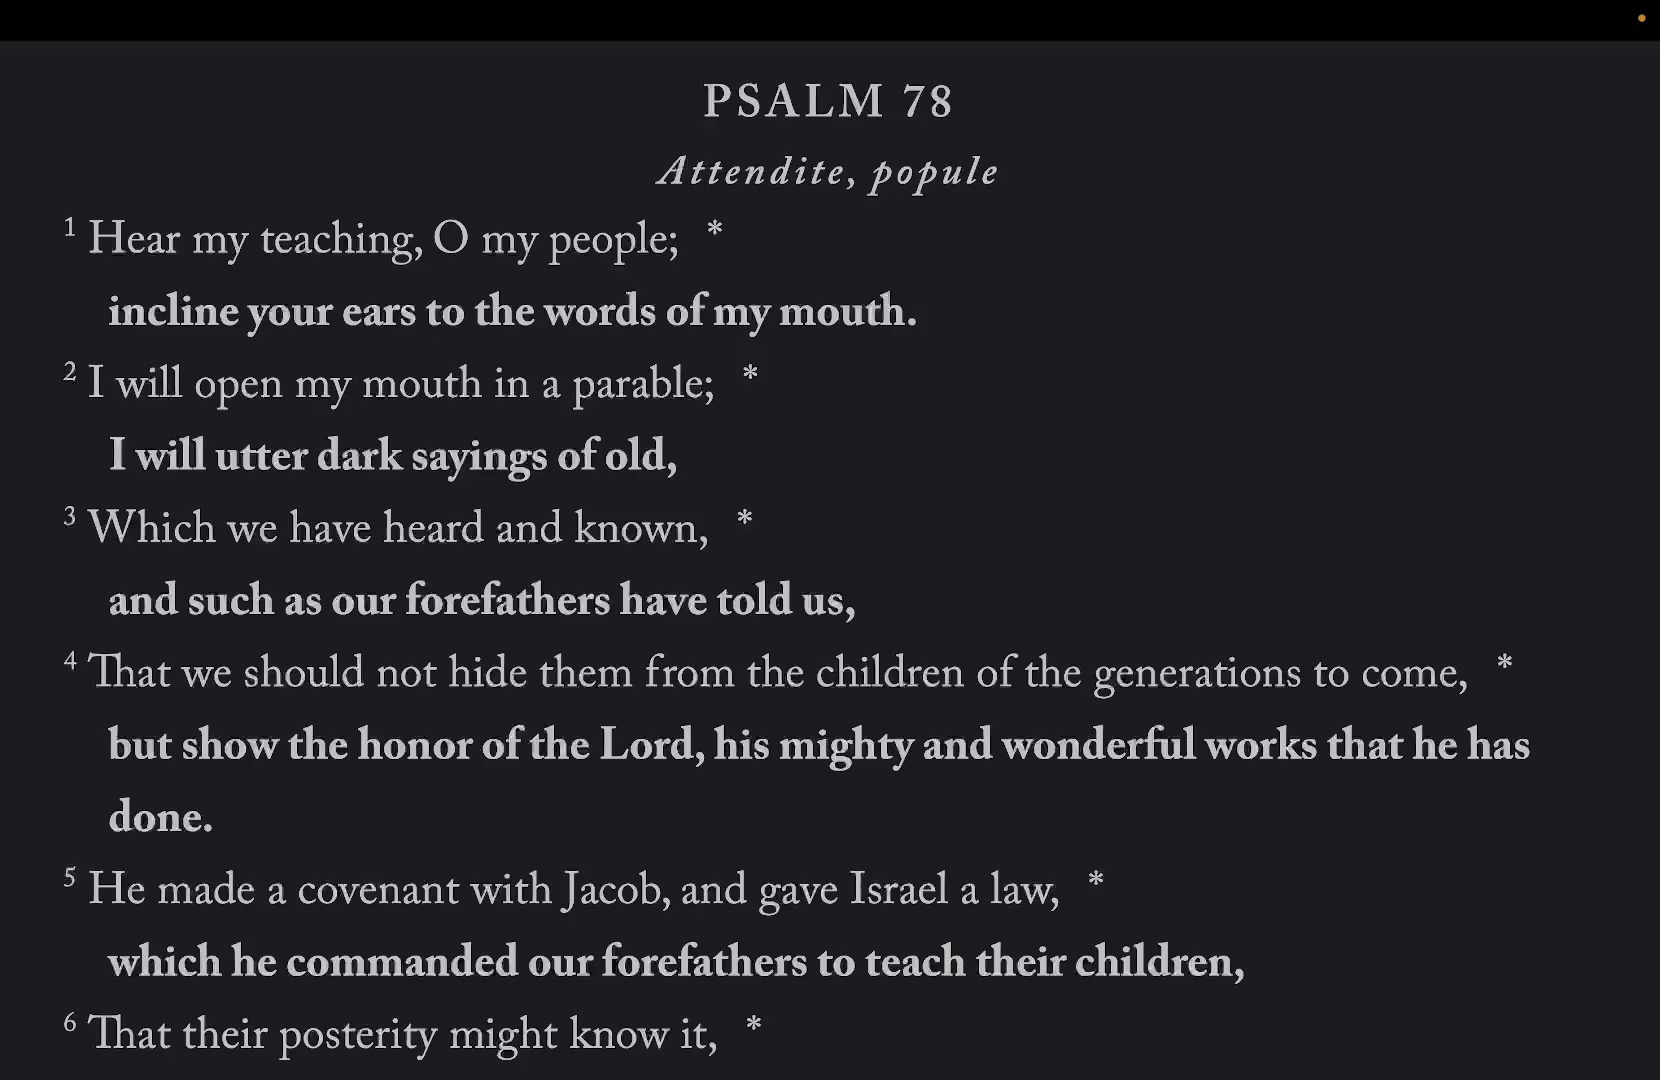 PSALM 78
Attendite, popule
1 Hear my teaching, O my people; *
incline your ears to the words of my mouth.
2 I will open my mouth in a parable; *
I will utter dark sayings of old,
3 Which we have heard and known, *
and such as our forefathers have told us,
4 That we should not hide them from the children of the generations to come, *
but show the honor of the Lord, his mighty and wonderful works that he has
done.
5 He made a covenant with Jacob, and gave Israel a law, *
which he commanded our forefathers to teach their children,
6 That their posterity might know it, *